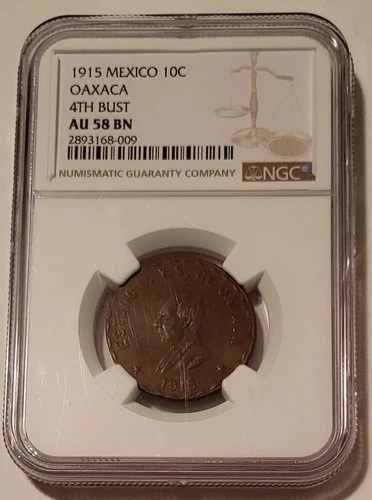 1915 MEXICO 10C
OAXACA
4TH BUST
AU 58 BN
2893168-009
NUMISMATIC GUARANTY COMPANY
NGC
1915